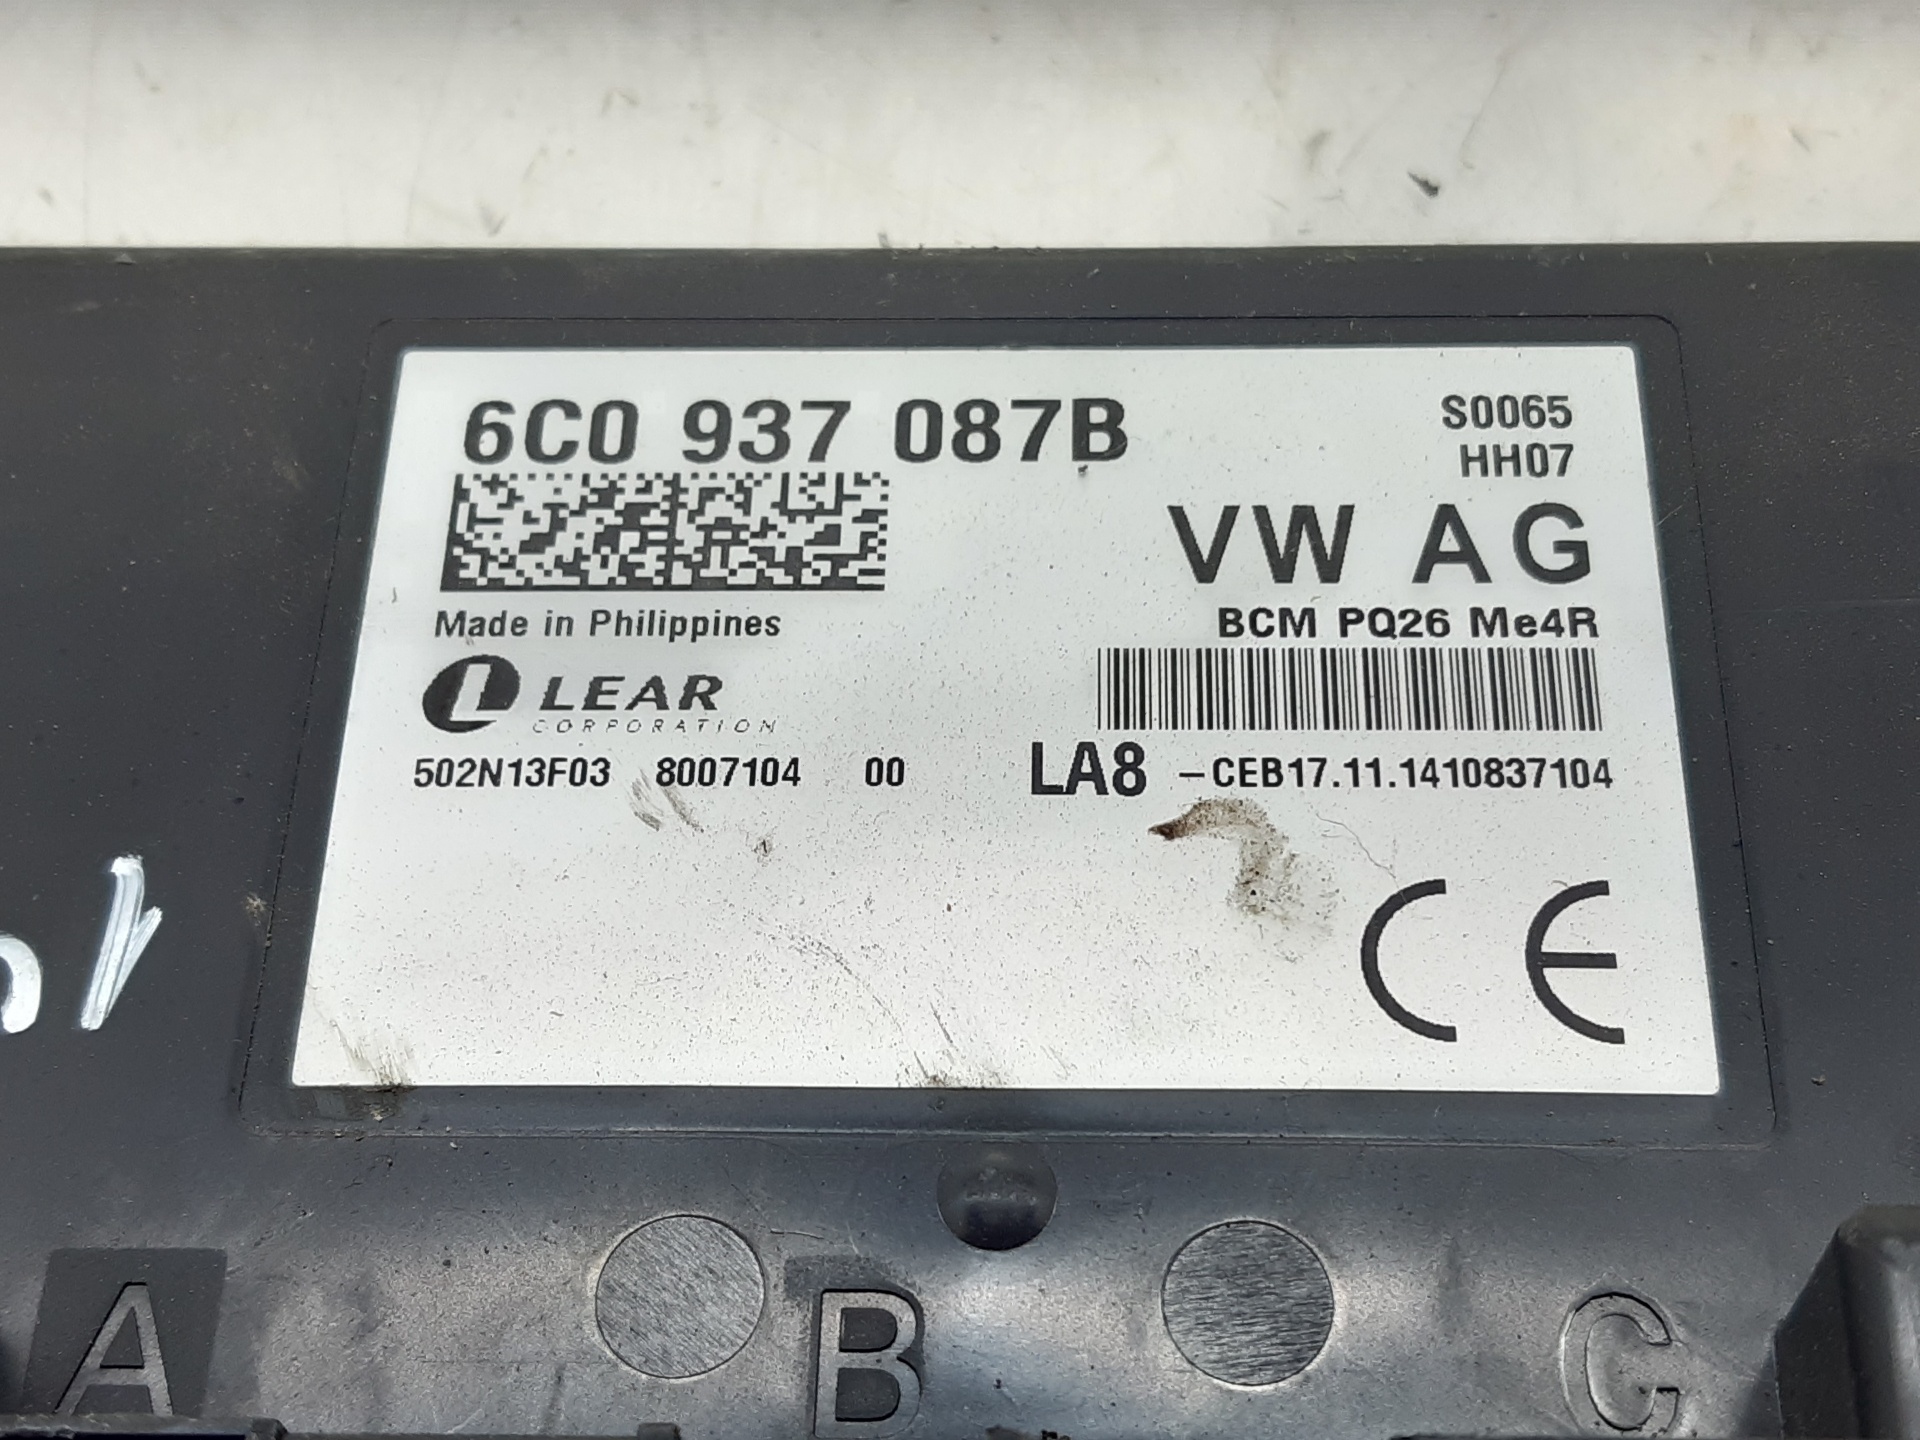 6C0 937 087B
S0065
HH07
VW AG
Made in Philippines
BCM PQ26 Me4R
LEAR
CORPORATION
502N13F03 8007104 00
LA8 -CEB17.11.1410837104
CE
A B C